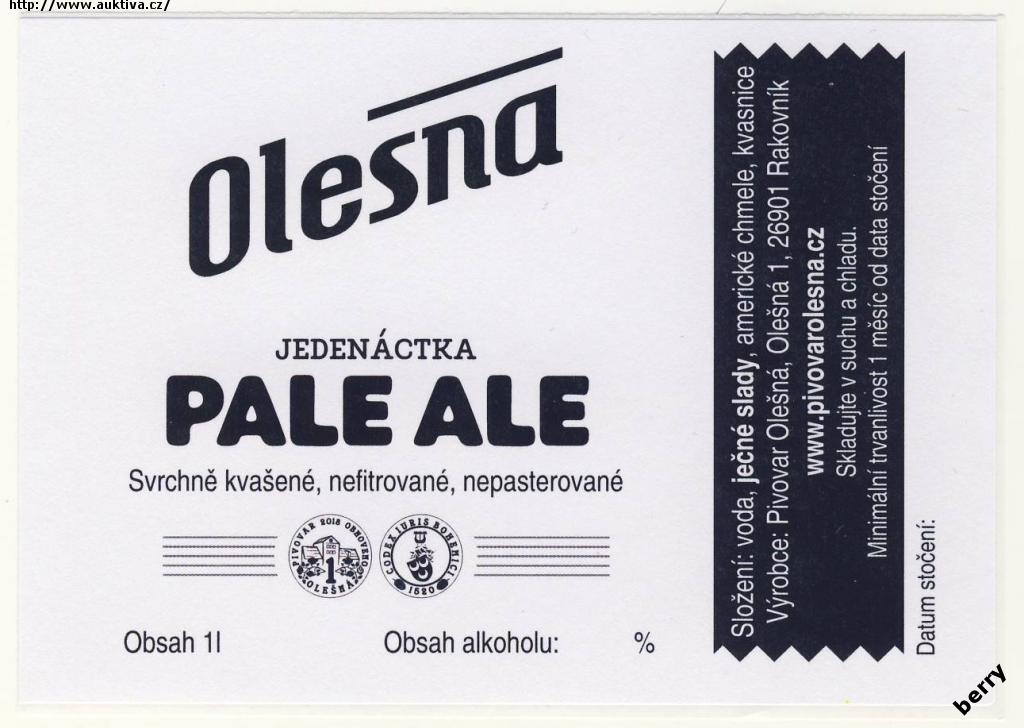 http://www.auktiva.cz/
Olešna
JEDENÁCTKA
PALE ALE
Svrchně kvašené, nefitrované, nepasterované
PIVOVAR 2018 OBNOVENO
1
OLEŠNÁ
CODEX IURIS BOHEMICI
1520
Obsah 1l
Obsah alkoholu: %
Složení: voda, ječné slady, americké chmele, kvasnice
Výrobce: Pivovar Olešná, Olešná 1, 26901 Rakovník
www.pivovarolesna.cz
Skladujte v suchu a chladu.
Minimální trvanlivost 1 měsíc od data stočení
Datum stočení:
berry